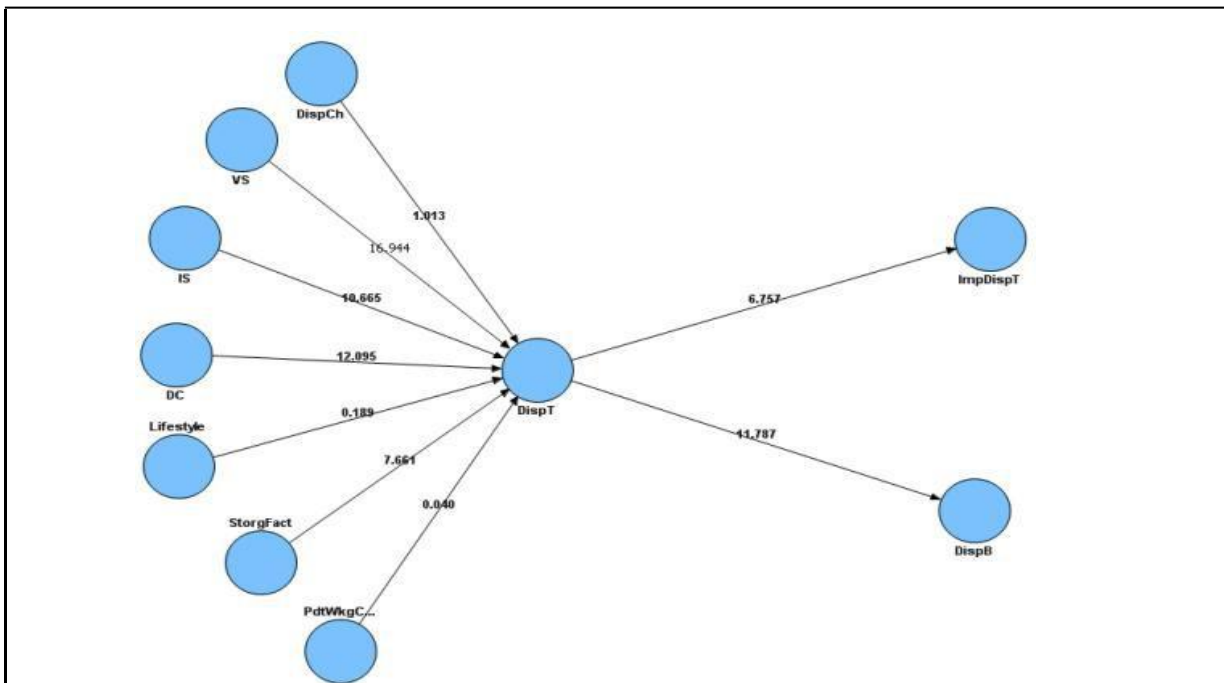 DispCh
VS
1.013
16.944
IS
10.665
ImpDispT
6.757
DC
12.095
DispT
Lifestyle
0.189
11.787
7.661
StorgFact
0.040
DispB
PdtWkgC...